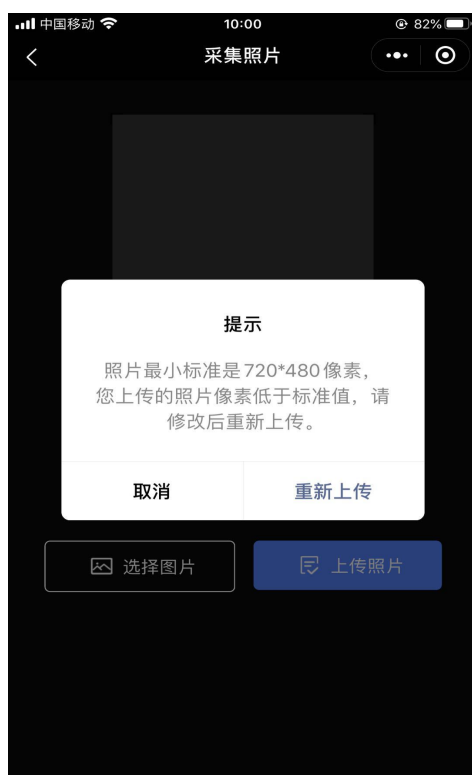 中国移动 10:00 82%
采集照片
提示
照片最小标准是720*480像素，
您上传的照片像素低于标准值，请
修改后重新上传。
取消 重新上传
选择图片 上传照片